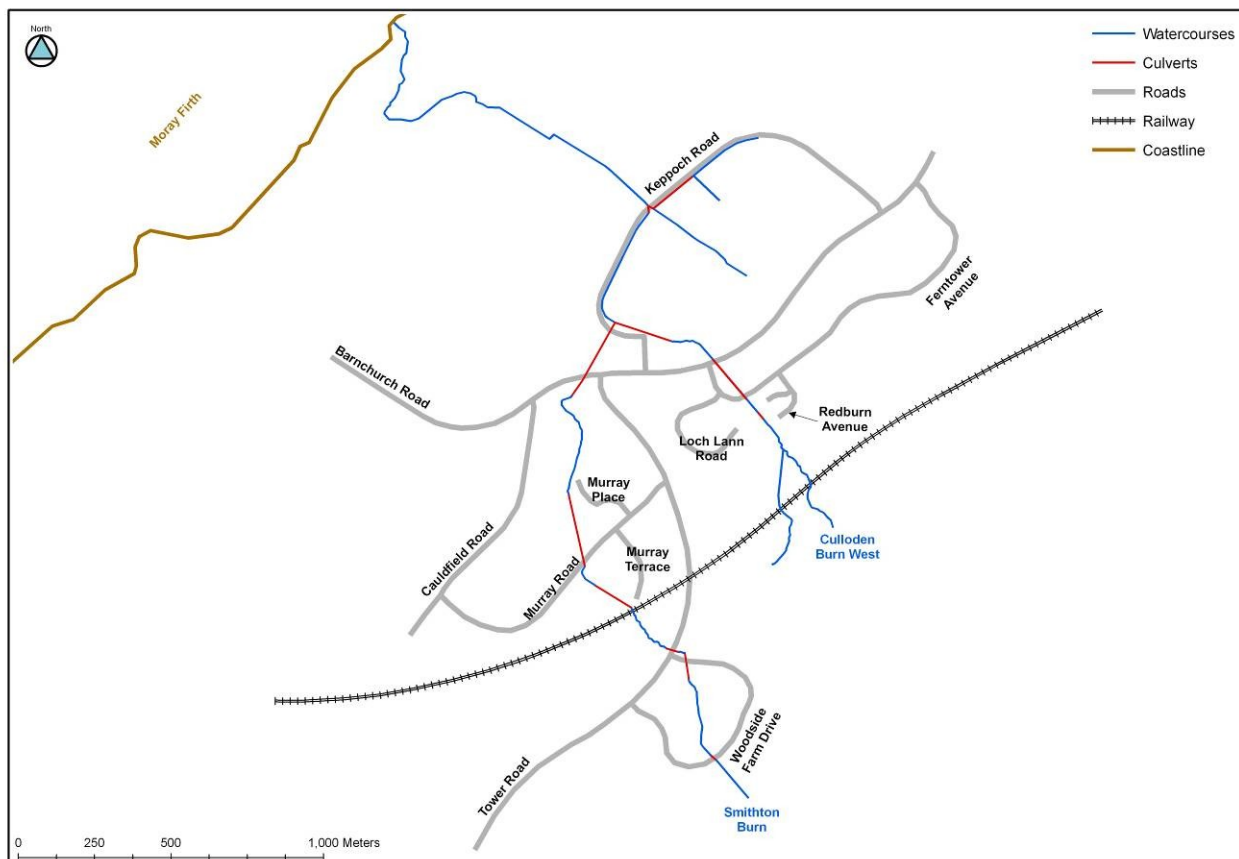 North
Moray Firth
Watercourses
Culverts
Roads
Railway
Coastline
Keppoch Road
Ferntower
Avenue
Barnchurch Road
Redburn
Avenue
Loch Lann
Road
Murray
Place
Cauldfield Road
Murray
Terrace
Murray Road
Culloden
Burn West
Woodside
Farm Drive
Tower Road
Smithton
Burn
0 250 500 1,000 Meters